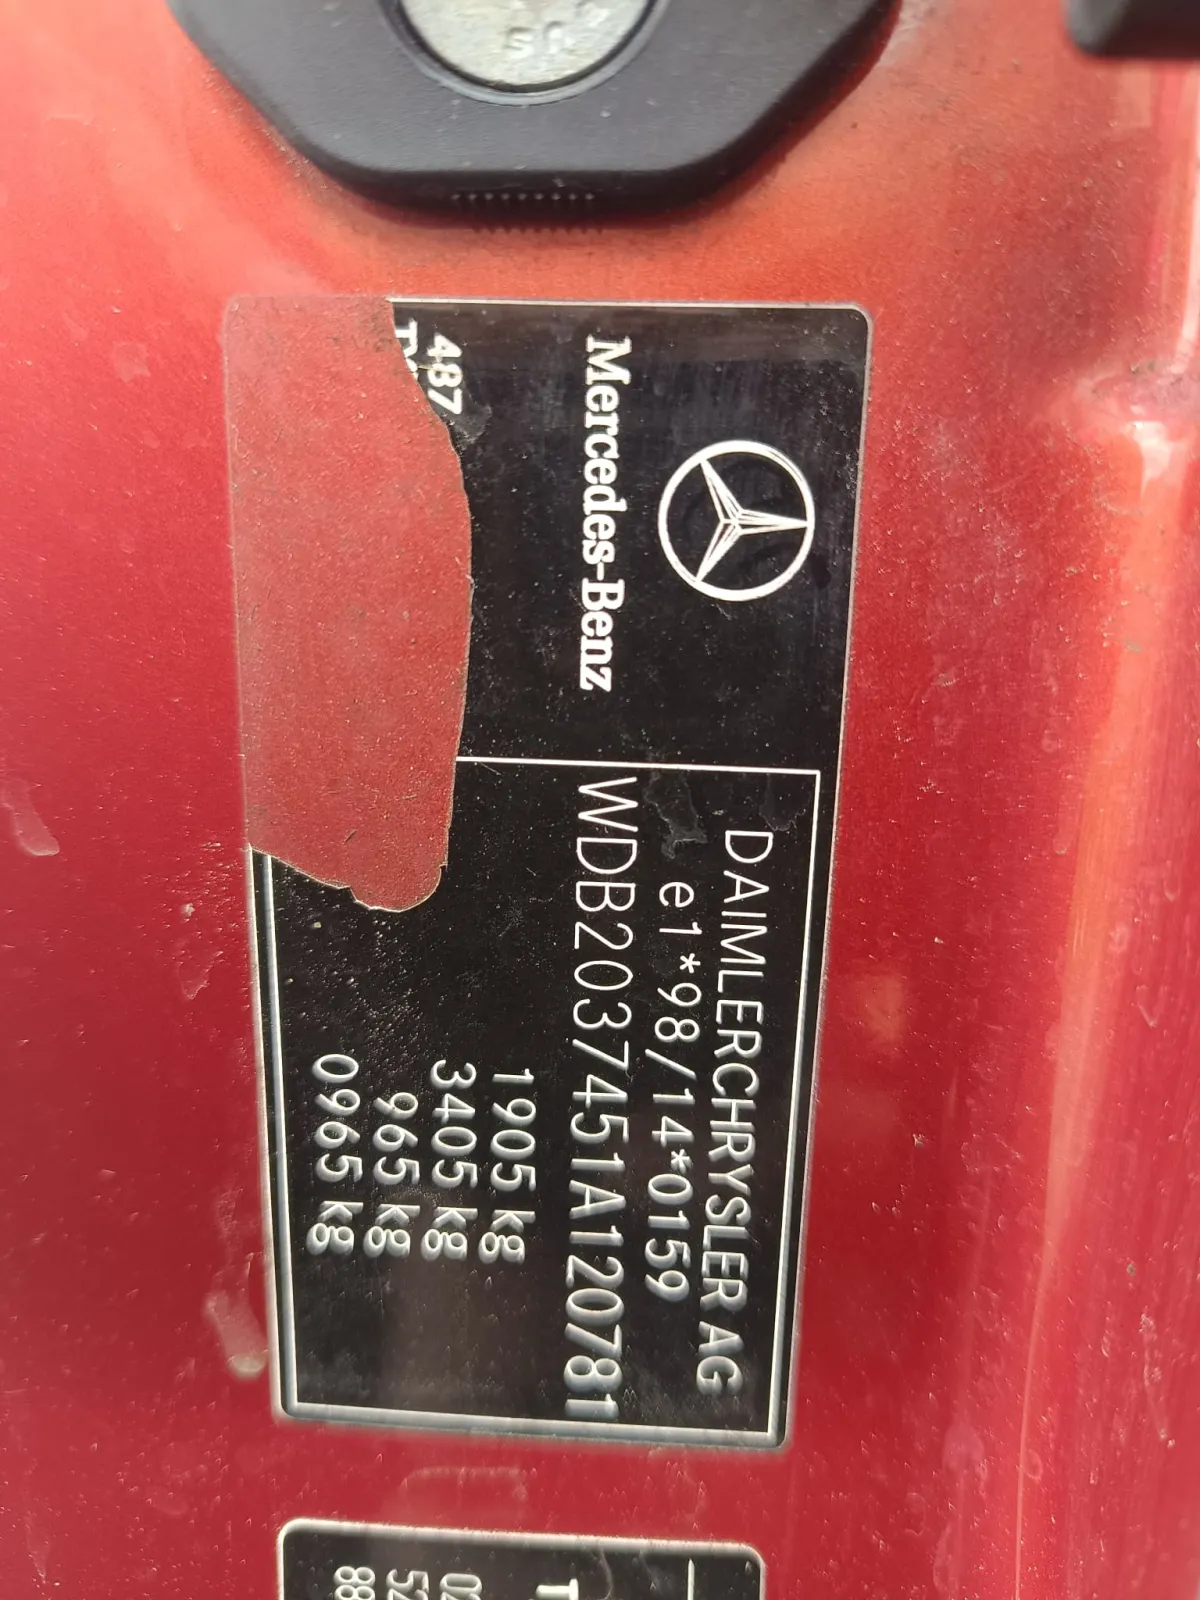 Mercedes-Benz
487
DAIMLERCHRYSLER AG
e1*98/14*0159
WDB2037451A120781
1905 kg
3405 kg
965 kg
0965 kg